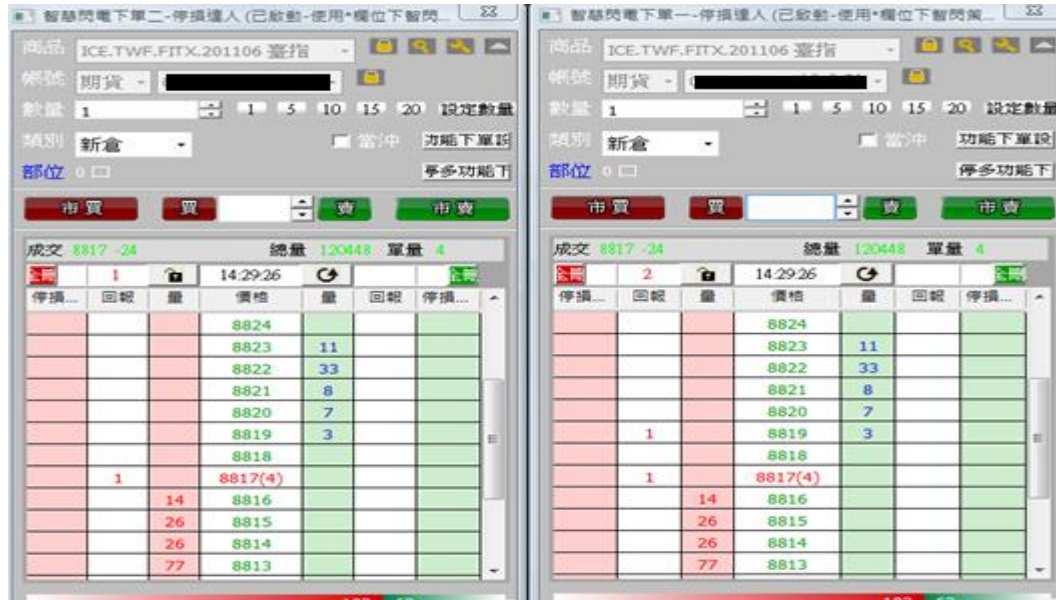 智慧閃電下單二-停損達人 (已啟動-使用*欄位下智閃...
商品 ICE.TWF.FITX.201106 臺指
帳號 期貨
數量 1 1 5 10 15 20 設定數量
類別 新倉 當沖 功能下單設
部位 0 停多功能下
市買 買 賣 市賣
成交 8817 -24 總量 120448 單量 4
全刪 1 14:29:26 全刪
停損... 回報 量 價格 量 回報 停損...
8824
8823 11
8822 33
8821 8
8820 7
8819 3
8818
1 8817(4)
14 8816
26 8815
26 8814
77 8813
智慧閃電下單一-停損達人 (已啟動-使用*欄位下智閃策...
商品 ICE.TWF.FITX.201106 臺指
帳號 期貨
數量 1 1 5 10 15 20 設定數量
類別 新倉 當沖 功能下單設
部位 0 停多功能下
市買 買 賣 市賣
成交 8817 -24 總量 120448 單量 4
全刪 2 14:29:26 全刪
停損... 回報 量 價格 量 回報 停損...
8824
8823 11
8822 33
8821 8
8820 7
1 8819 3
8818
1 8817(4)
14 8816
26 8815
26 8814
77 8813